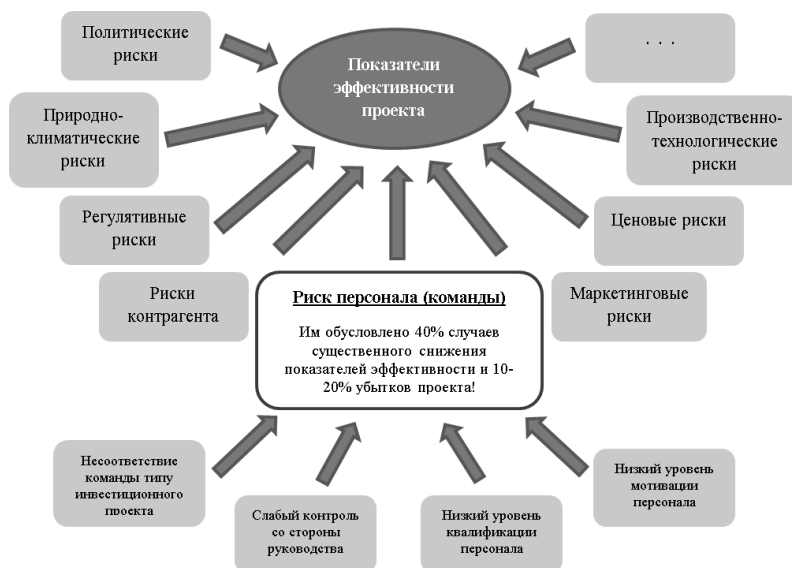 Политические
риски
Показатели
эффективности
проекта
. . .
Природно-
климатические
риски
Производственно-
технологические
риски
Регулятивные
риски
Ценовые риски
Риски
контрагента
Риск персонала (команды)
Им обусловлено 40% случаев
существенного снижения
показателей эффективности и 10-
20% убытков проекта!
Маркетинговые
риски
Несоответствие
команды типу
инвестиционного
проекта
Слабый контроль
со стороны
руководства
Низкий уровень
квалификации
персонала
Низкий уровень
мотивации
персонала